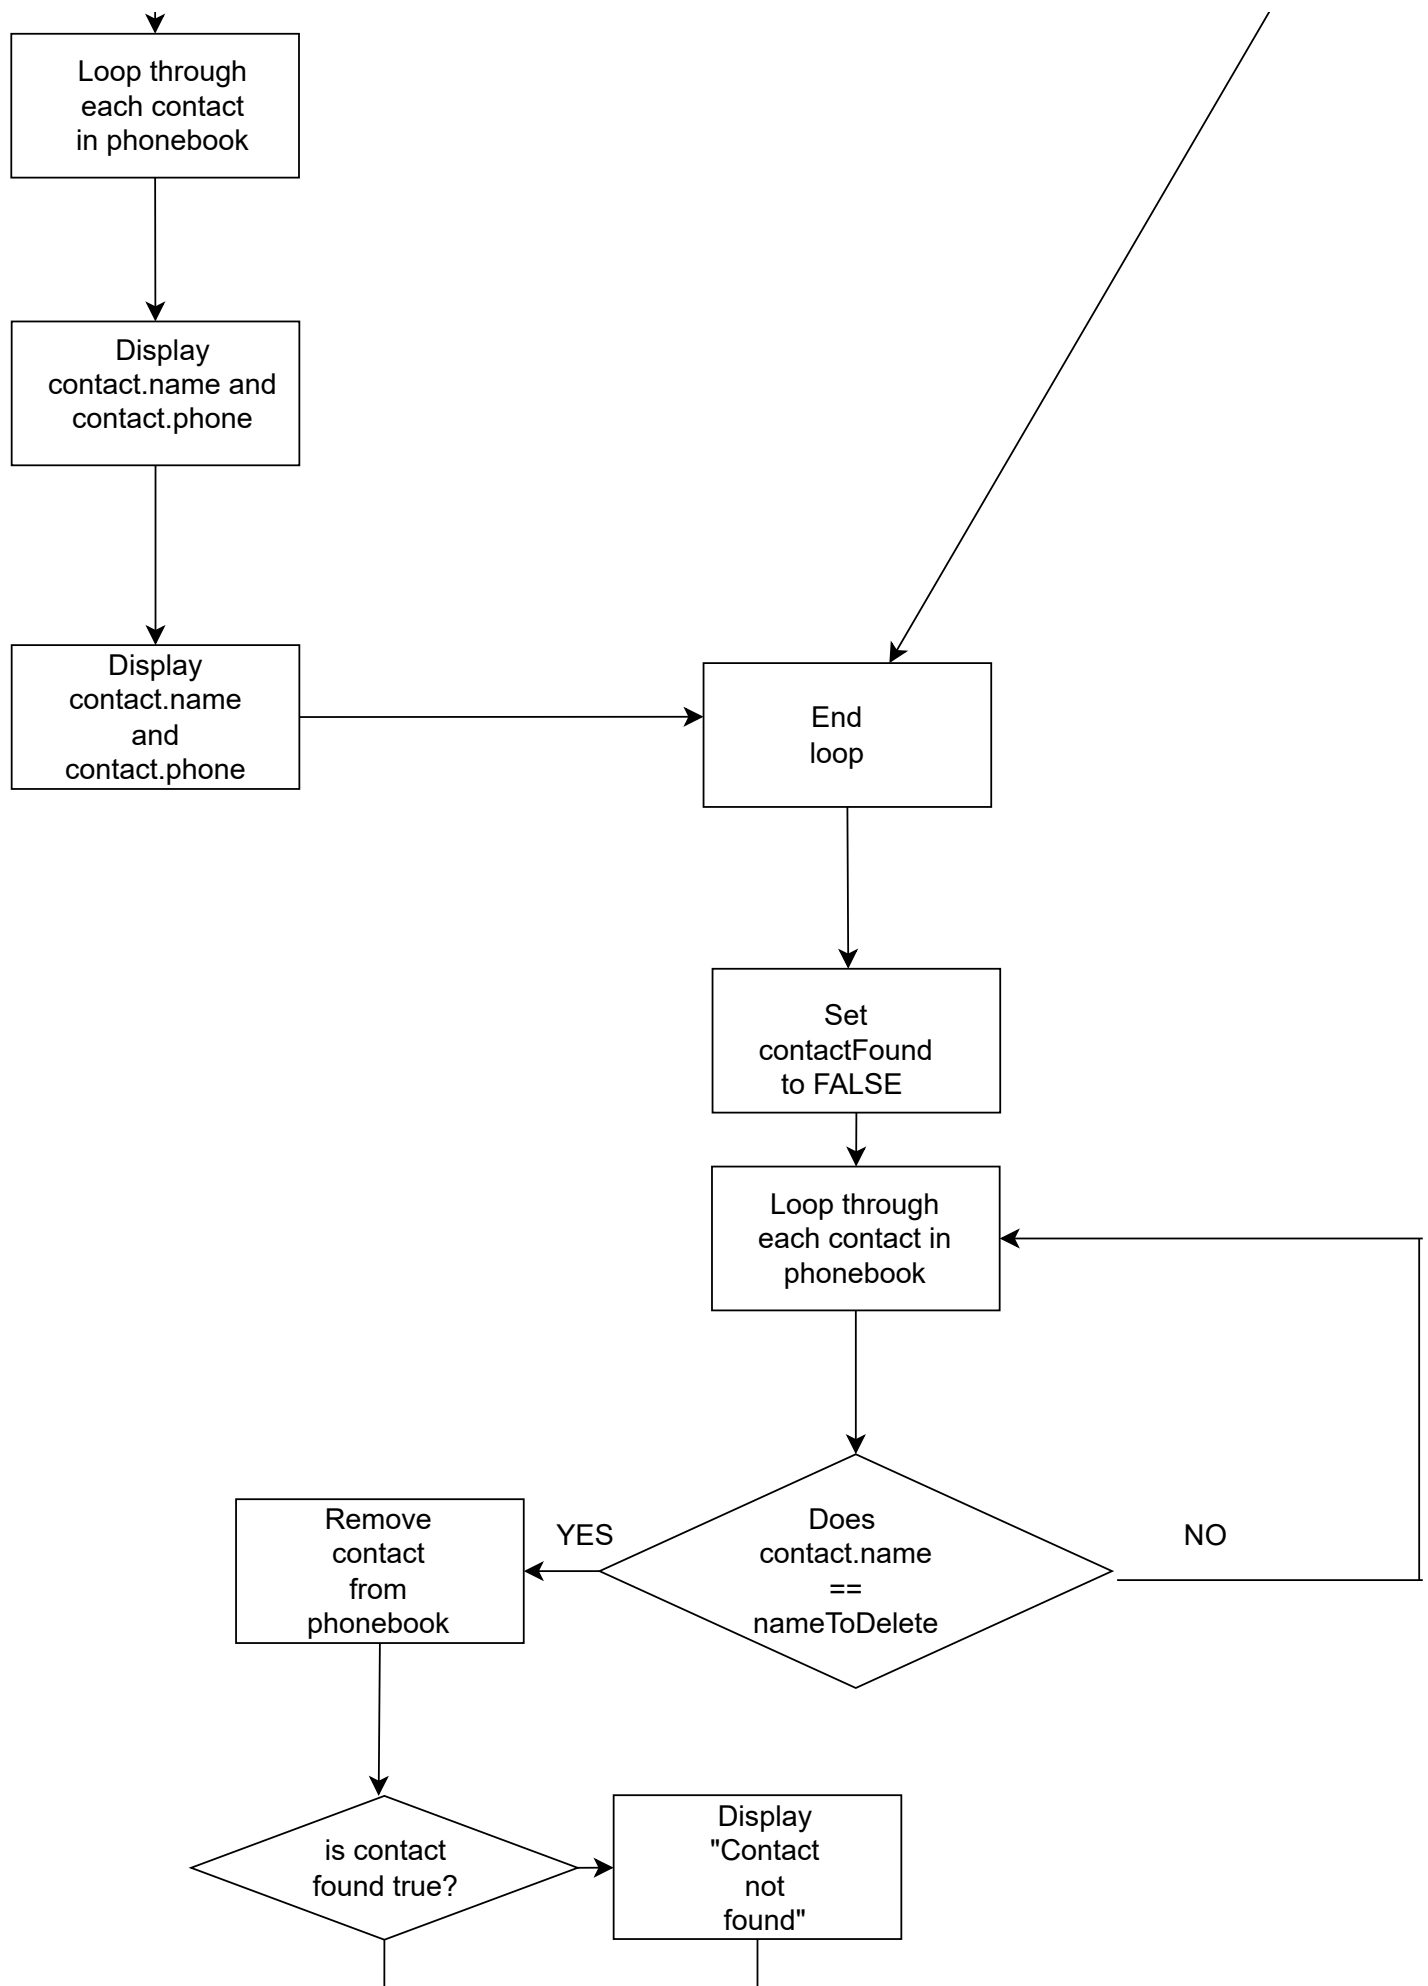 Loop through
each contact
in phonebook
Display
contact.name and
contact.phone
Display
contact.name
and
contact.phone
End
loop
Set
contactFound
to FALSE
Loop through
each contact in
phonebook
Does
contact.name
==
nameToDelete
YES
NO
Remove
contact
from
phonebook
is contact
found true?
Display
"Contact
not
found"